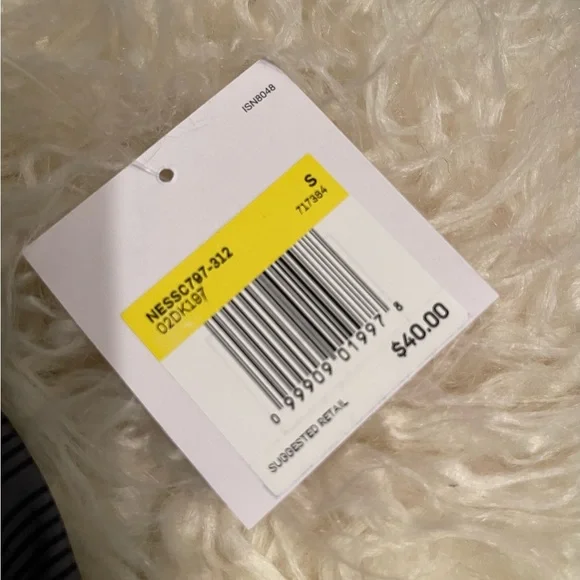 ISN8048
S
NESSC797-312
717384
02DK197
0 99909 01997 8
$40.00
SUGGESTED RETAIL